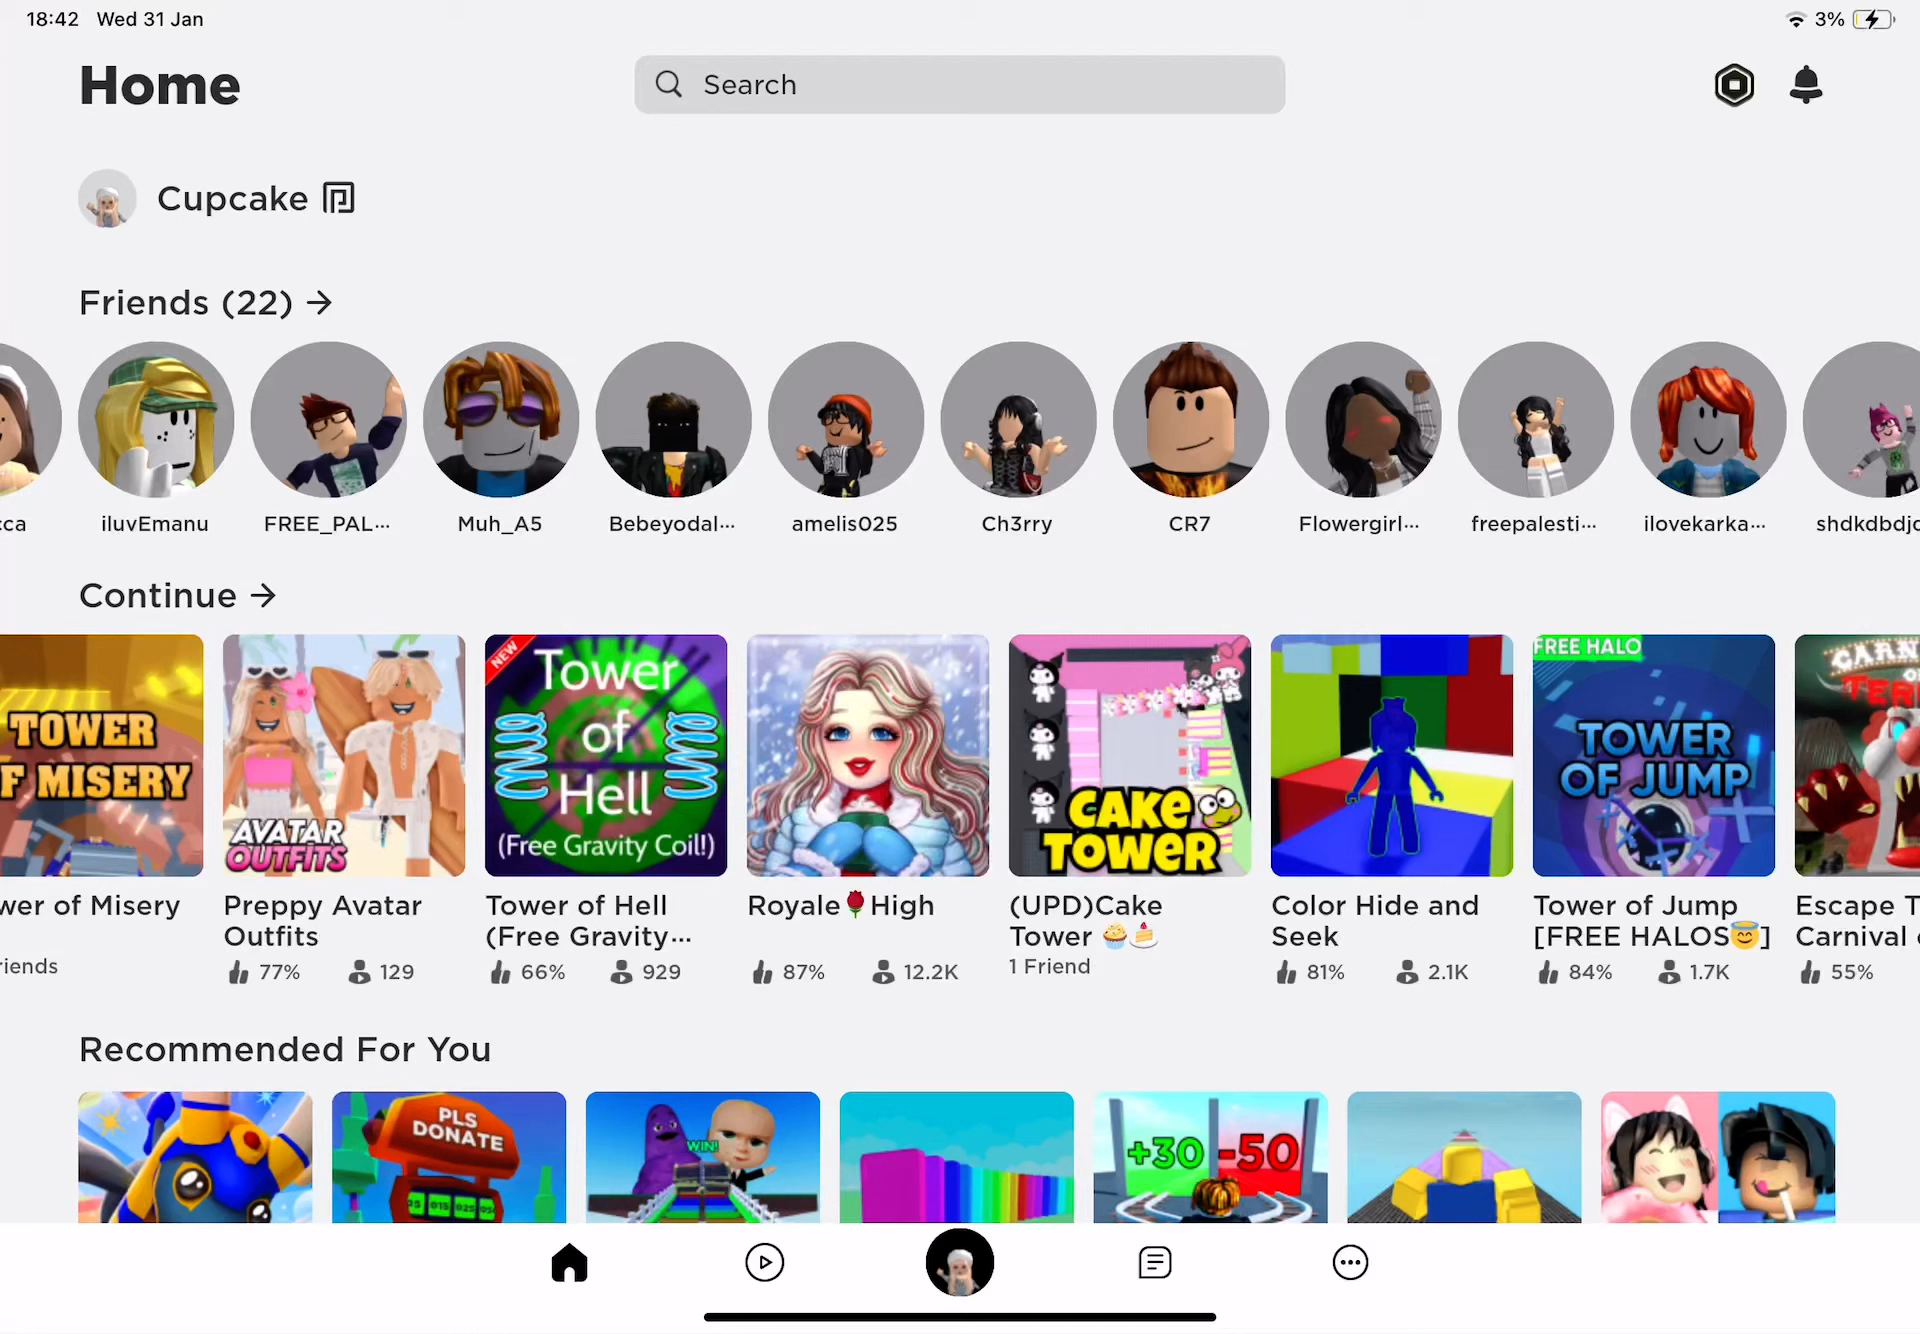 18:42 Wed 31 Jan
3%
Home
Search
Cupcake
Friends (22) →
cca
iluvEmanu
FREE_PAL...
Muh_A5
Bebeyodal...
amelis025
Ch3rry
CR7
Flowergirl...
freepalesti...
ilovekarka...
shdkdbdjc
Continue →
TOWER
F MISERY
AVATAR
OUTFITS
NEW
Tower
of
Hell
(Free Gravity Coil!)
CAKE
TOWER
FREE HALO
TOWER
OF JUMP
CARN
TER
wer of Misery
riends
Preppy Avatar
Outfits
77% 129
Tower of Hell
(Free Gravity...
66% 929
Royale🌹High
87% 12.2K
(UPD)Cake
Tower 🧁🍰
1 Friend
Color Hide and
Seek
81% 2.1K
Tower of Jump
[FREE HALOS😇]
84% 1.7K
Escape T
Carnival
55%
Recommended For You
PLS
DONATE
WIN!
+30 -50